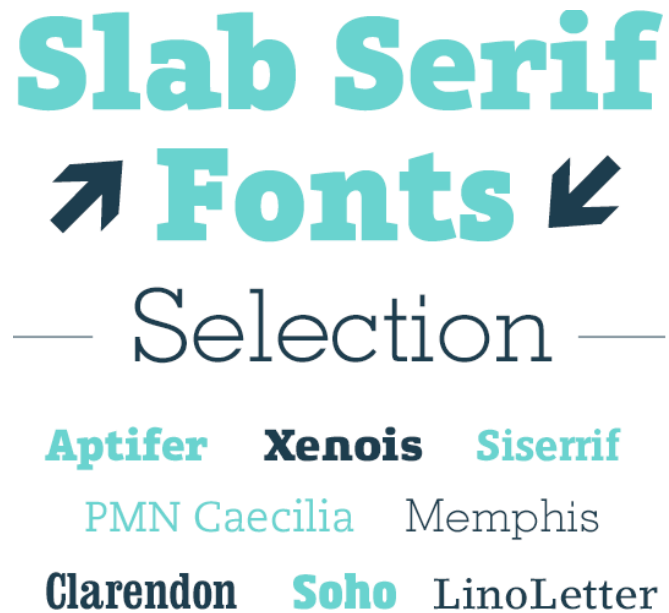 Slab Serif
Fonts
Selection
Aptifer Xenois Siserrif
PMN Caecilia Memphis
Clarendon Soho LinoLetter